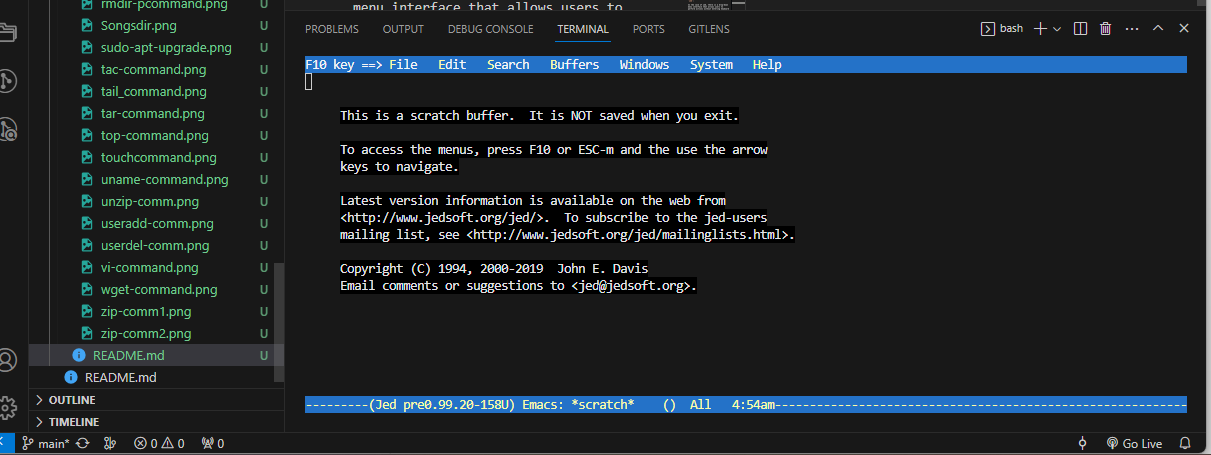 rmdir-pcommand.png
Songsdir.png U
sudo-apt-upgrade.png U
tac-command.png U
tail_command.png U
tar-command.png U
top-command.png U
touchcommand.png U
uname-command.png U
unzip-comm.png U
useradd-comm.png U
userdel-comm.png U
vi-command.png U
wget-command.png U
zip-comm1.png U
zip-comm2.png U
README.md U
README.md
OUTLINE
TIMELINE
menu interface that allows users to
PROBLEMS OUTPUT DEBUG CONSOLE TERMINAL PORTS GITLENS bash
F10 key ==> File Edit Search Buffers Windows System Help
This is a scratch buffer. It is NOT saved when you exit.
To access the menus, press F10 or ESC-m and the use the arrow
keys to navigate.
Latest version information is available on the web from
<http://www.jedsoft.org/jed/>. To subscribe to the jed-users
mailing list, see <http://www.jedsoft.org/jed/mailinglists.html>.
Copyright (C) 1994, 2000-2019 John E. Davis
Email comments or suggestions to <jed@jedsoft.org>.
---------(Jed pre0.99.20-158U) Emacs: *scratch* () All 4:54am----------------------------------------------------------
main* 0 0 0 Go Live